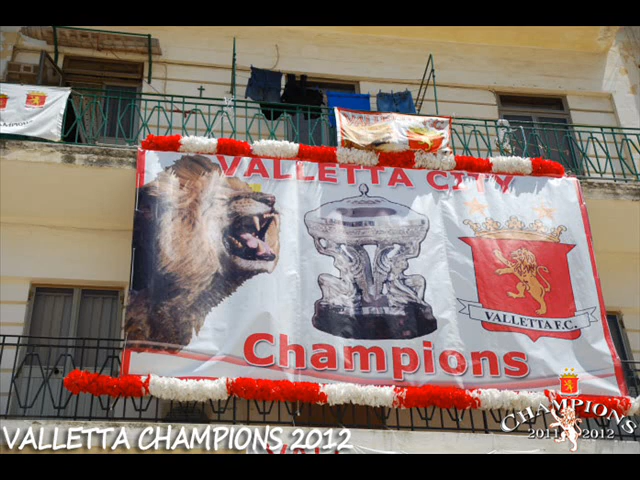 VALLETTA CITY
VALLETTA F.C.
Champions
CHAMPIONS
2011 2012
VALLETTA CHAMPIONS 2012